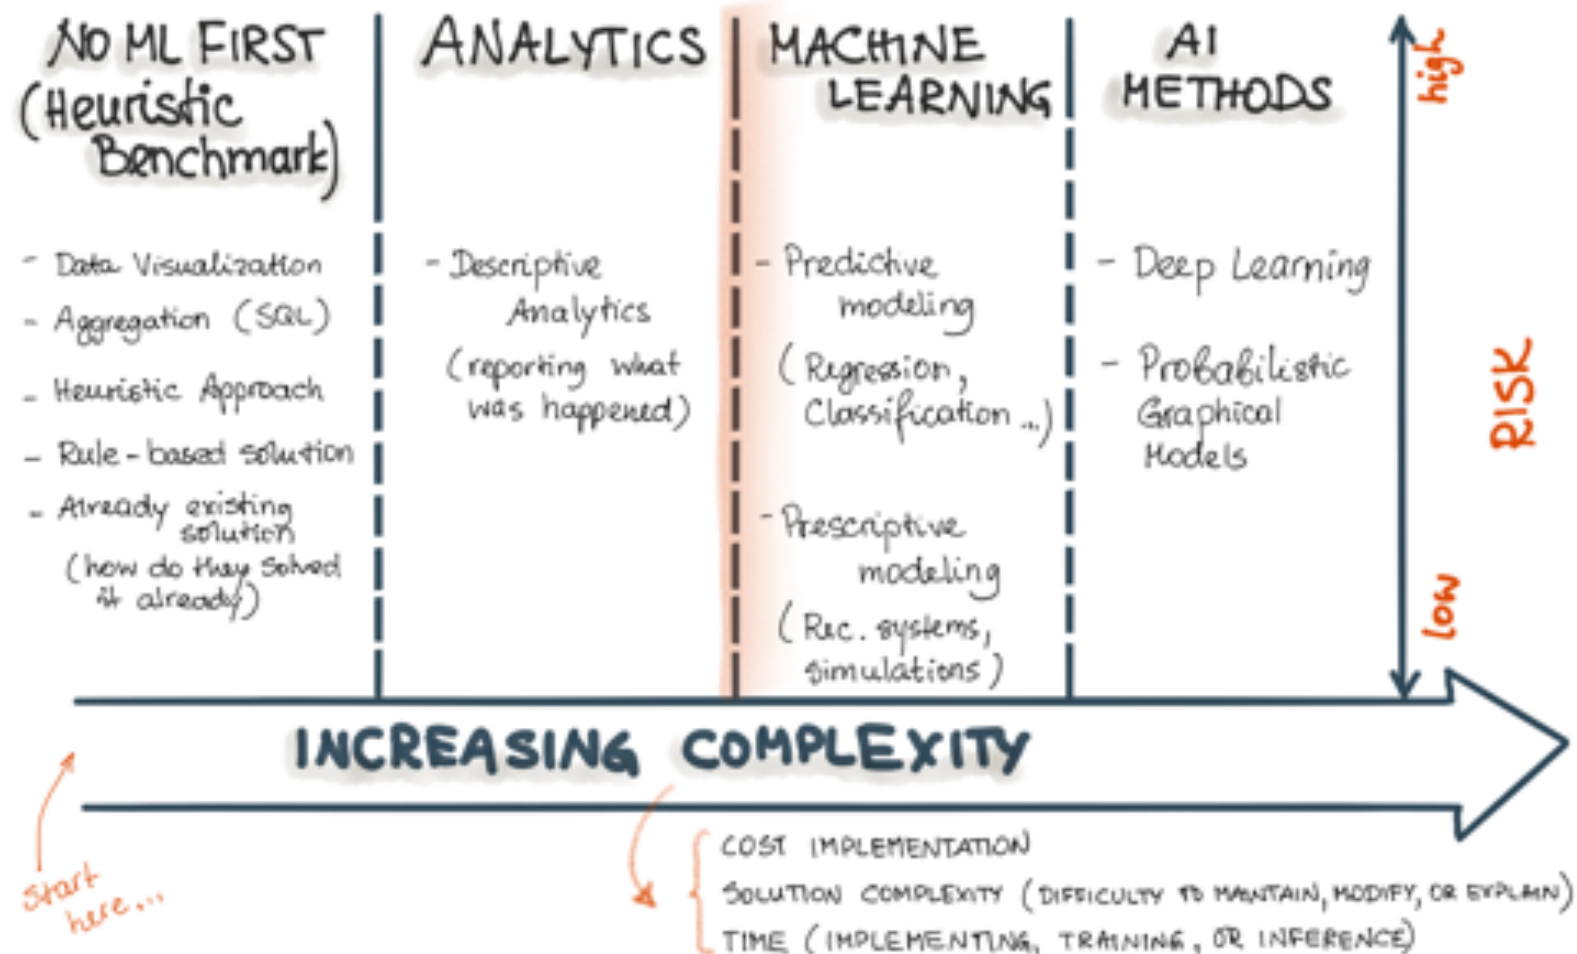 NO ML FIRST
(Heuristic
Benchmark)
- Data Visualization
- Aggregation (SQL)
- Heuristic Approach
- Rule-based solution
- Already existing
solution
(how do they solved
it already)
ANALYTICS
- Descriptive
Analytics
(reporting what
was happened)
MACHINE
LEARNING
- Predictive
modeling
(Regression,
Classification...)
- Prescriptive
modeling
(Rec. systems,
simulations)
AI
METHODS
- Deep Learning
- Probabilistic
Graphical
Models
high
RISK
low
INCREASING COMPLEXITY
start
here...
COST IMPLEMENTATION
SOLUTION COMPLEXITY (DIFFICULTY TO MAINTAIN, MODIFY, OR EXPLAIN)
TIME (IMPLEMENTING, TRAINING, OR INFERENCE)